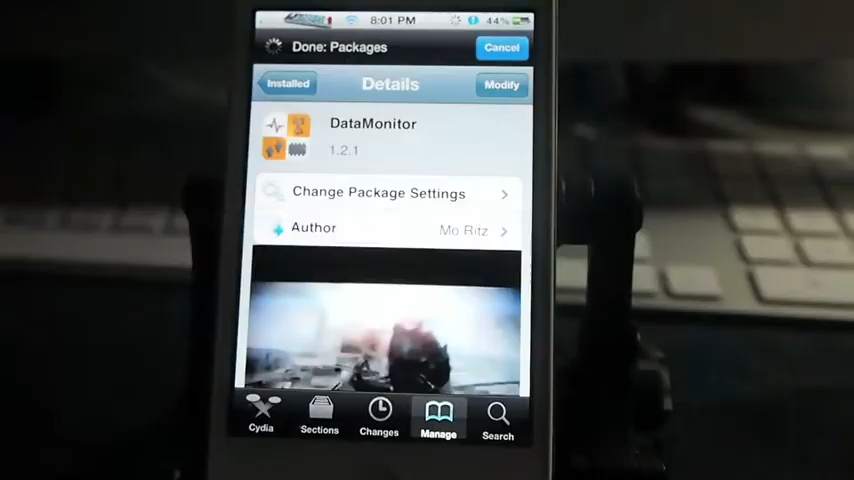 8:01 PM 44%
Done: Packages Cancel
Installed Details Modify
DataMonitor
1.2.1
Change Package Settings
Author Mo Ritz
Cydia Sections Changes Manage Search